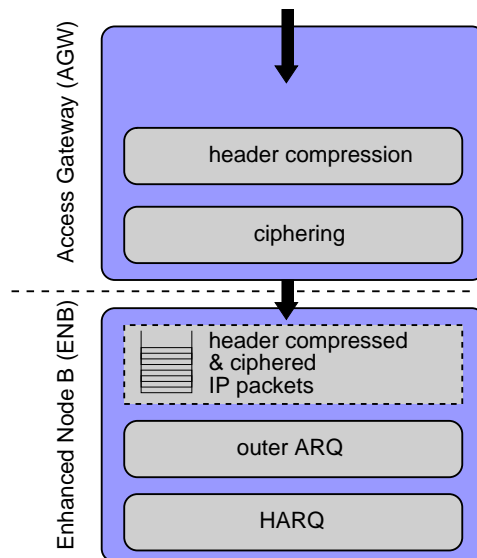 Access Gateway (AGW)
header compression
ciphering
Enhanced Node B (ENB)
header compressed
& ciphered
IP packets
outer ARQ
HARQ